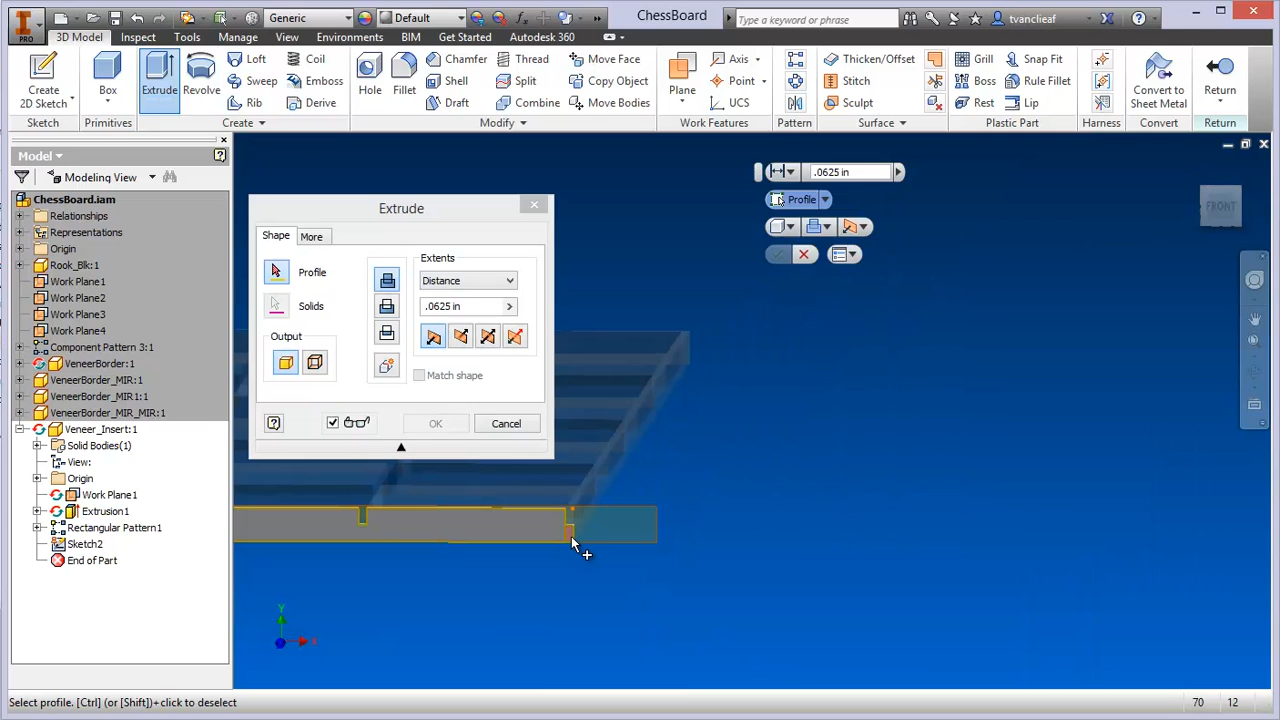 Generic
Default
ChessBoard
Type a keyword or phrase
tvanclieaf
PRO
3D Model
Inspect
Tools
Manage
View
Environments
BIM
Get Started
Autodesk 360
Create
2D Sketch
Box
Extrude
Revolve
Loft
Sweep
Rib
Coil
Emboss
Derive
Hole
Fillet
Chamfer
Shell
Draft
Thread
Split
Combine
Move Face
Copy Object
Move Bodies
Plane
Axis
Point
UCS
Thicken/Offset
Stitch
Sculpt
Grill
Boss
Rest
Snap Fit
Rule Fillet
Lip
Convert to
Sheet Metal
Return
Sketch
Primitives
Create
Modify
Work Features
Pattern
Surface
Plastic Part
Harness
Convert
Return
Model
Modeling View
ChessBoard.iam
Relationships
Representations
Origin
Rook_Blk:1
Work Plane1
Work Plane2
Work Plane3
Work Plane4
Component Pattern 3:1
VeneerBorder:1
VeneerBorder_MIR:1
VeneerBorder_MIR1:1
VeneerBorder_MIR_MIR:1
Veneer_Insert:1
Solid Bodies(1)
View:
Origin
Work Plane1
Extrusion1
Rectangular Pattern1
Sketch2
End of Part
Extrude
Shape
More
Profile
Solids
Output
Extents
Distance
.0625 in
Match shape
OK
Cancel
.0625 in
Profile
FRONT
Y
X
Select profile. [Ctrl] (or [Shift])+click to deselect
70
12